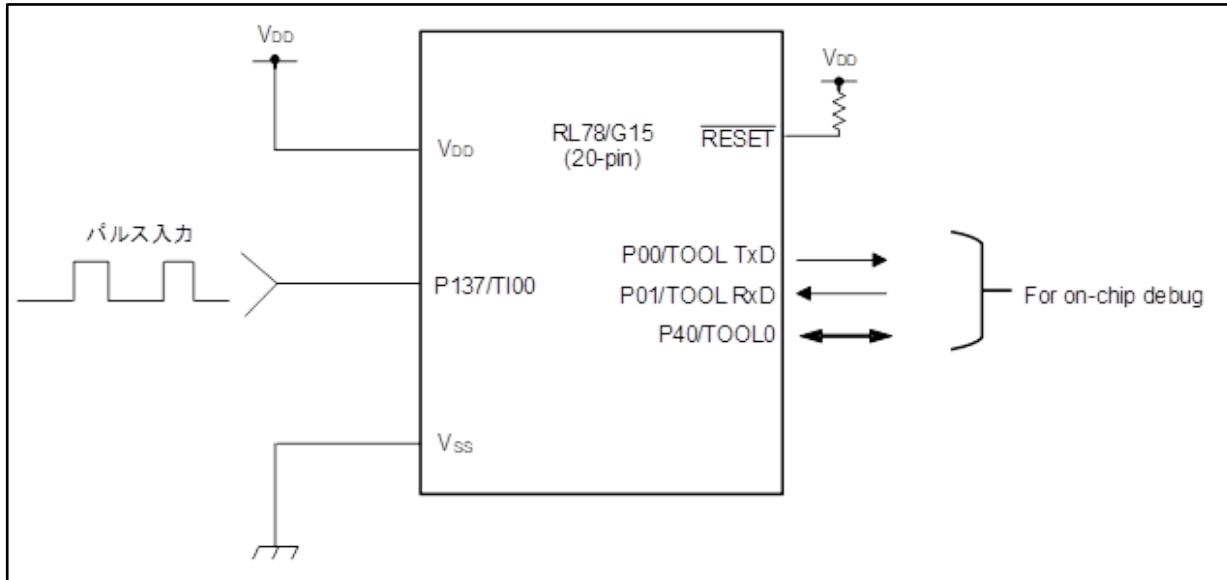 VDD
VDD
RL78/G15
(20-pin)
RESET
VDD
パルス入力
P137/TI00
P00/TOOL TxD
P01/TOOL RxD
P40/TOOL0
For on-chip debug
VSS